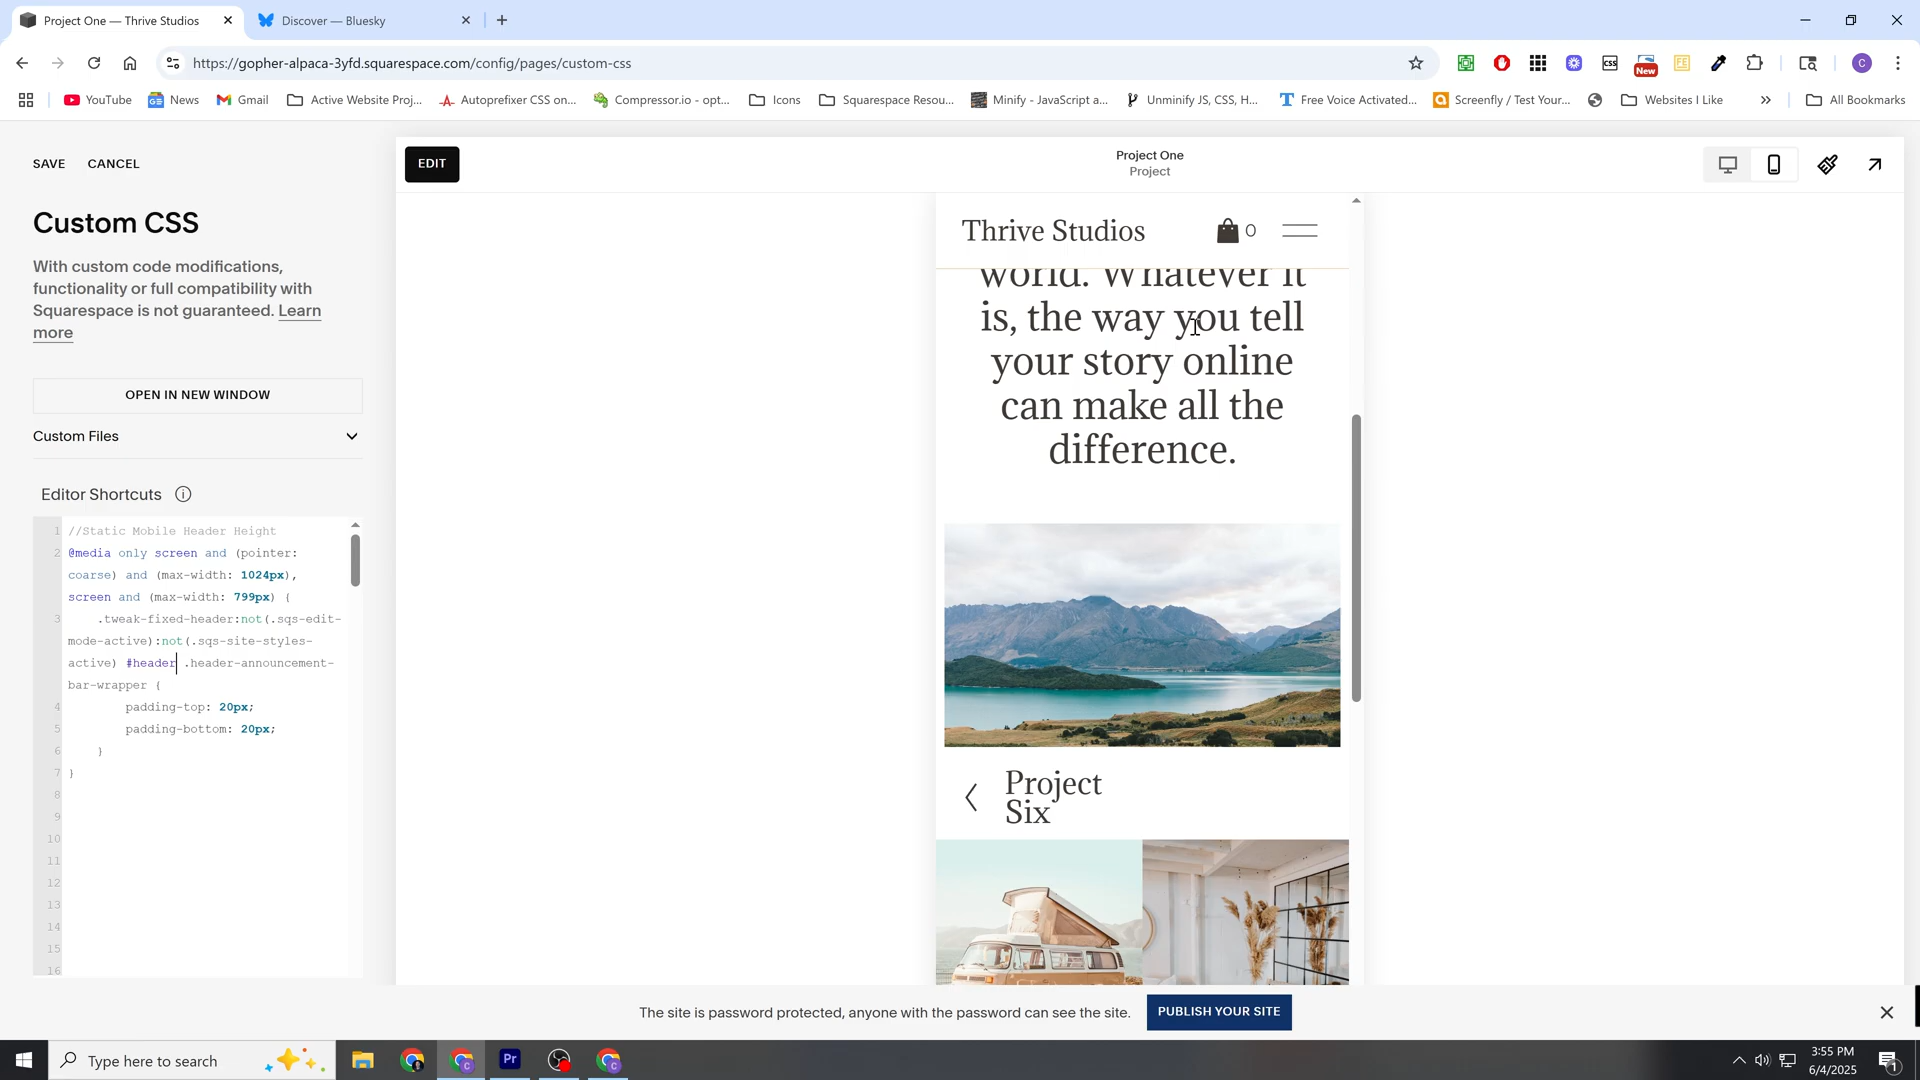 Project One — Thrive Studios
Discover — Bluesky
https://gopher-alpaca-3yfd.squarespace.com/config/pages/custom-css
css
New
FE
C
YouTube
News
Gmail
Active Website Proj...
Autoprefixer CSS on...
Compressor.io - opt...
Icons
Squarespace Resou...
Minify - JavaScript a...
Unminify JS, CSS, H...
Free Voice Activated...
Screenfly / Test Your...
Websites I Like
All Bookmarks
SAVE
CANCEL
EDIT
Project One
Project
Custom CSS
With custom code modifications,
functionality or full compatibility with
Squarespace is not guaranteed. Learn
more
OPEN IN NEW WINDOW
Custom Files
Editor Shortcuts
1 //Static Mobile Header Height
2 @media only screen and (pointer:
coarse) and (max-width: 1024px),
screen and (max-width: 799px) {
3 .tweak-fixed-header:not(.sqs-edit-
mode-active):not(.sqs-site-styles-
active) #header .header-announcement-
bar-wrapper {
4 padding-top: 20px;
5 padding-bottom: 20px;
6 }
7 }
8
9
10
11
12
13
14
15
16
Thrive Studios
0
world. Whatever it
is, the way you tell
your story online
can make all the
difference.
Project
Six
The site is password protected, anyone with the password can see the site.
PUBLISH YOUR SITE
Type here to search
Pr
3:55 PM
6/4/2025
1